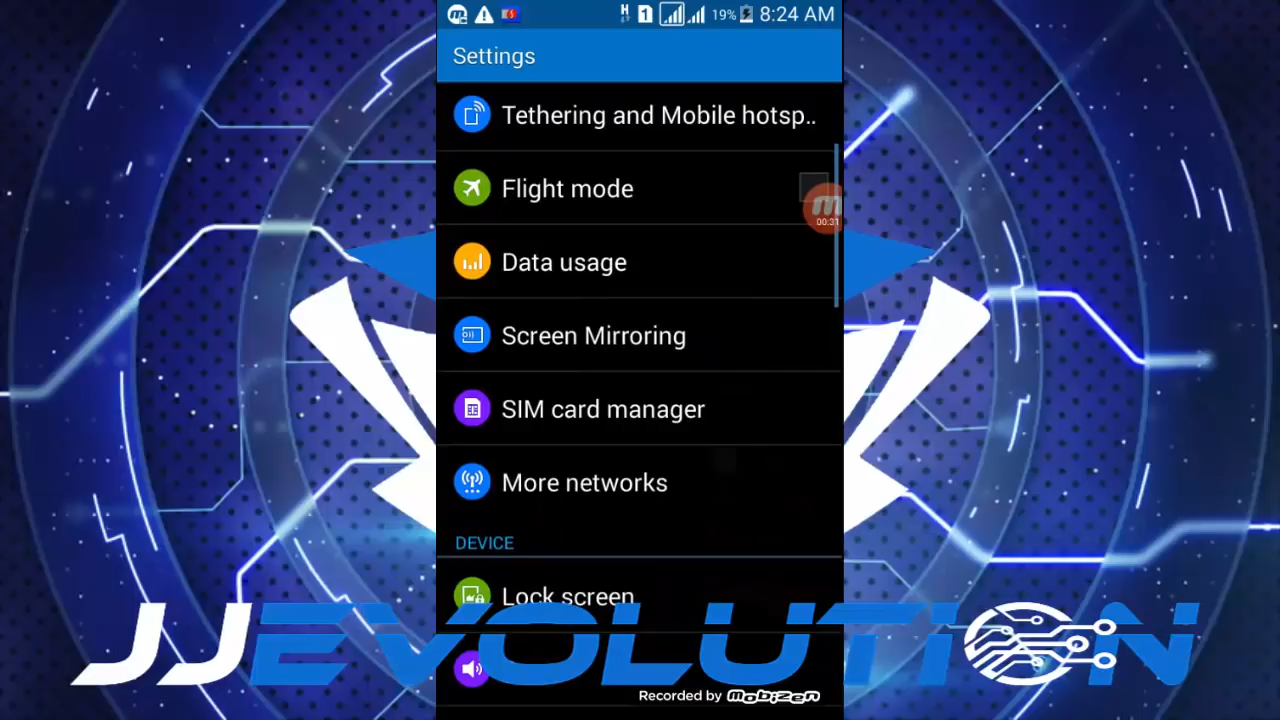 H 1 19% 8:24 AM
Settings
Tethering and Mobile hotsp..
Flight mode
00:31
Data usage
Screen Mirroring
SIM card manager
More networks
DEVICE
Lock screen
JJEVOLUTION
Recorded by mobizen